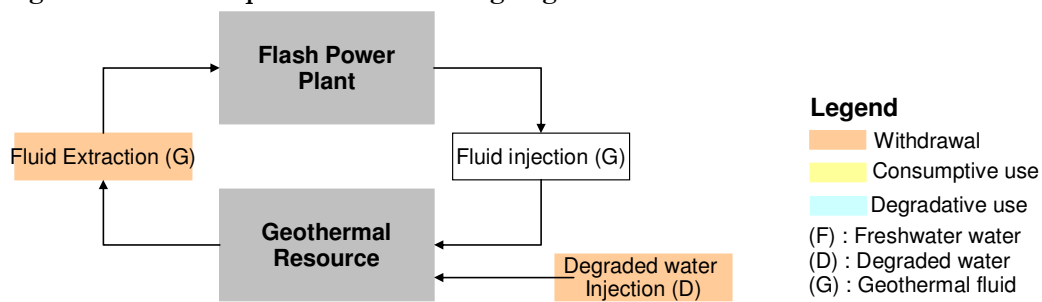 Flash Power
Plant
Fluid Extraction (G)
Fluid injection (G)
Geothermal
Resource
Degraded water
Injection (D)
Legend
Withdrawal
Consumptive use
Degradative use
(F) : Freshwater water
(D) : Degraded water
(G) : Geothermal fluid